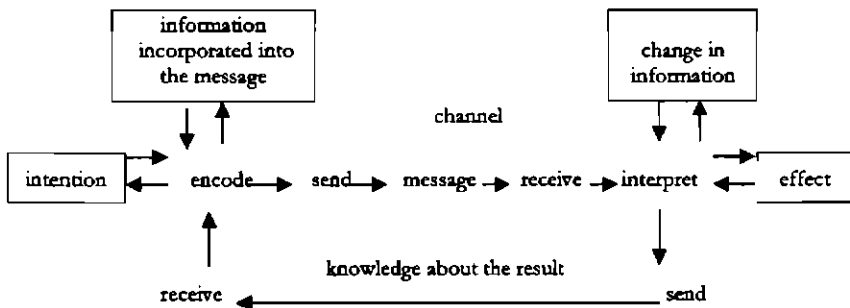 information
incorporated into
the message
change in
information
channel
intention
encode
send
message
receive
interpret
effect
knowledge about the result
receive
send